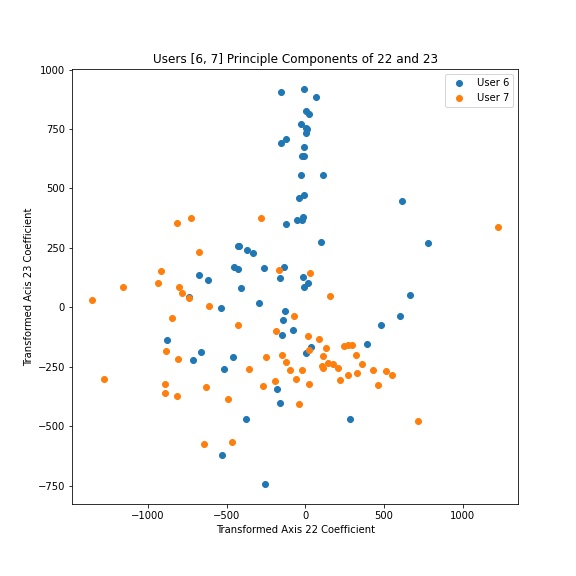 Users [6, 7] Principle Components of 22 and 23
User 6
User 7
Transformed Acis 23 Coefficient
1000
750
500
250
0
−250
−500
−750
−1000 −500 0 500 1000
Transformed Axis 22 Coefficient